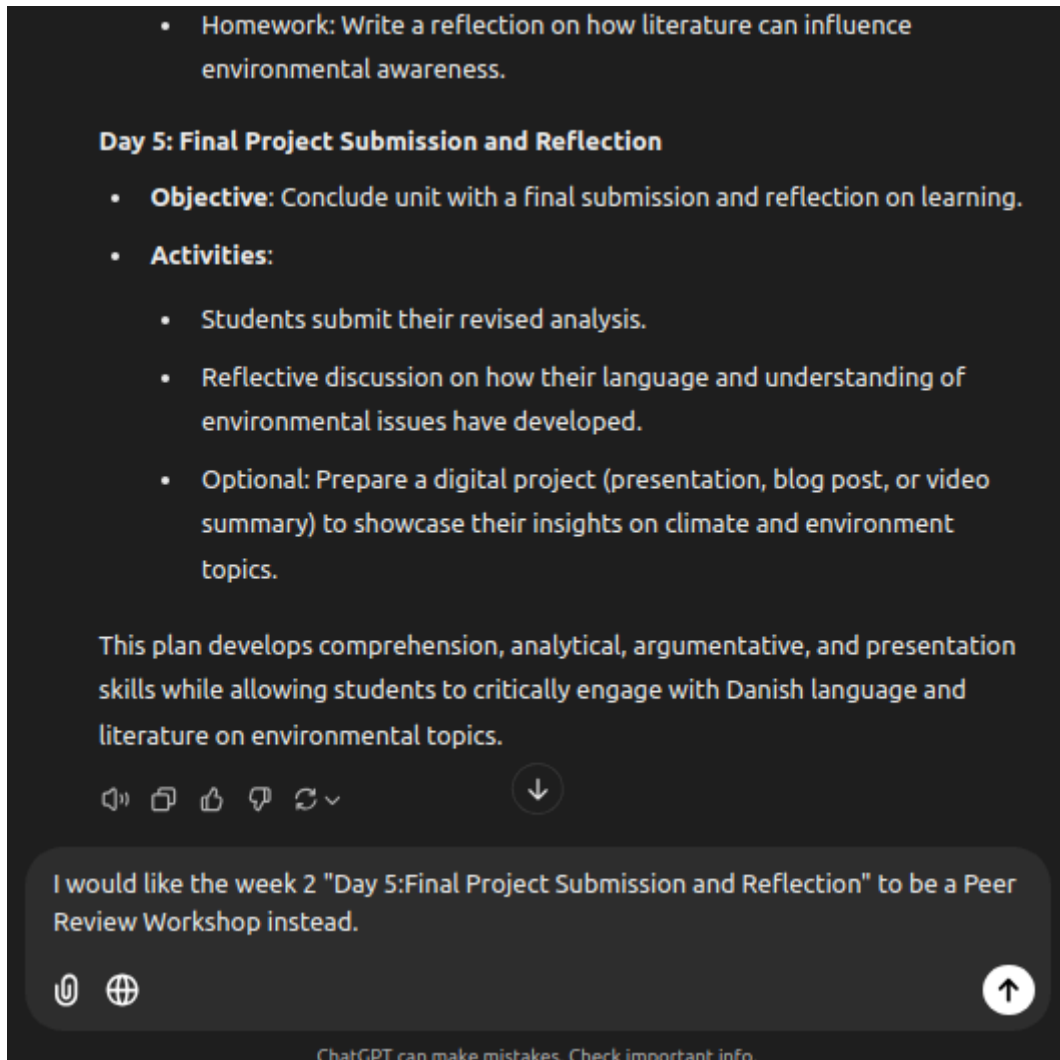 • Homework: Write a reflection on how literature can influence
environmental awareness.
Day 5: Final Project Submission and Reflection
• Objective: Conclude unit with a final submission and reflection on learning.
• Activities:
• Students submit their revised analysis.
• Reflective discussion on how their language and understanding of
environmental issues have developed.
• Optional: Prepare a digital project (presentation, blog post, or video
summary) to showcase their insights on climate and environment
topics.
This plan develops comprehension, analytical, argumentative, and presentation
skills while allowing students to critically engage with Danish language and
literature on environmental topics.
I would like the week 2 "Day 5:Final Project Submission and Reflection" to be a Peer
Review Workshop instead.
ChatGPT can make mistakes. Check important info.